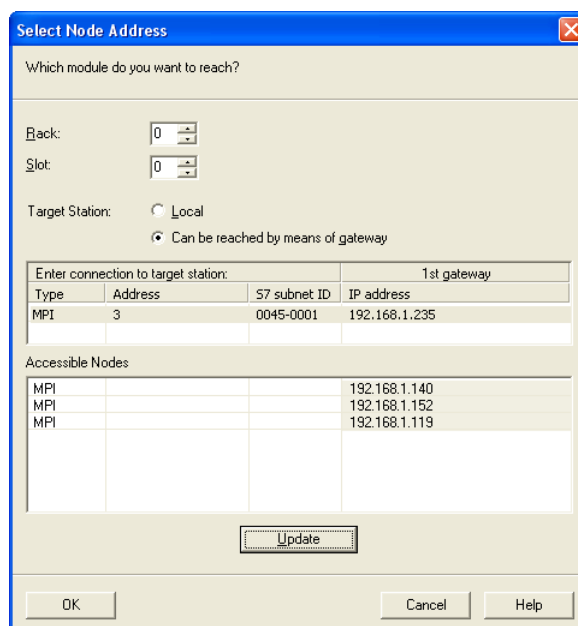 Select Node Address
Which module do you want to reach?
Rack: 0
Slot: 0
Target Station: Local
Can be reached by means of gateway
Enter connection to target station: 1st gateway
Type Address S7 subnet ID IP address
MPI 3 0045-0001 192.168.1.235
Accessible Nodes
MPI 192.168.1.140
MPI 192.168.1.152
MPI 192.168.1.119
Update
OK Cancel Help